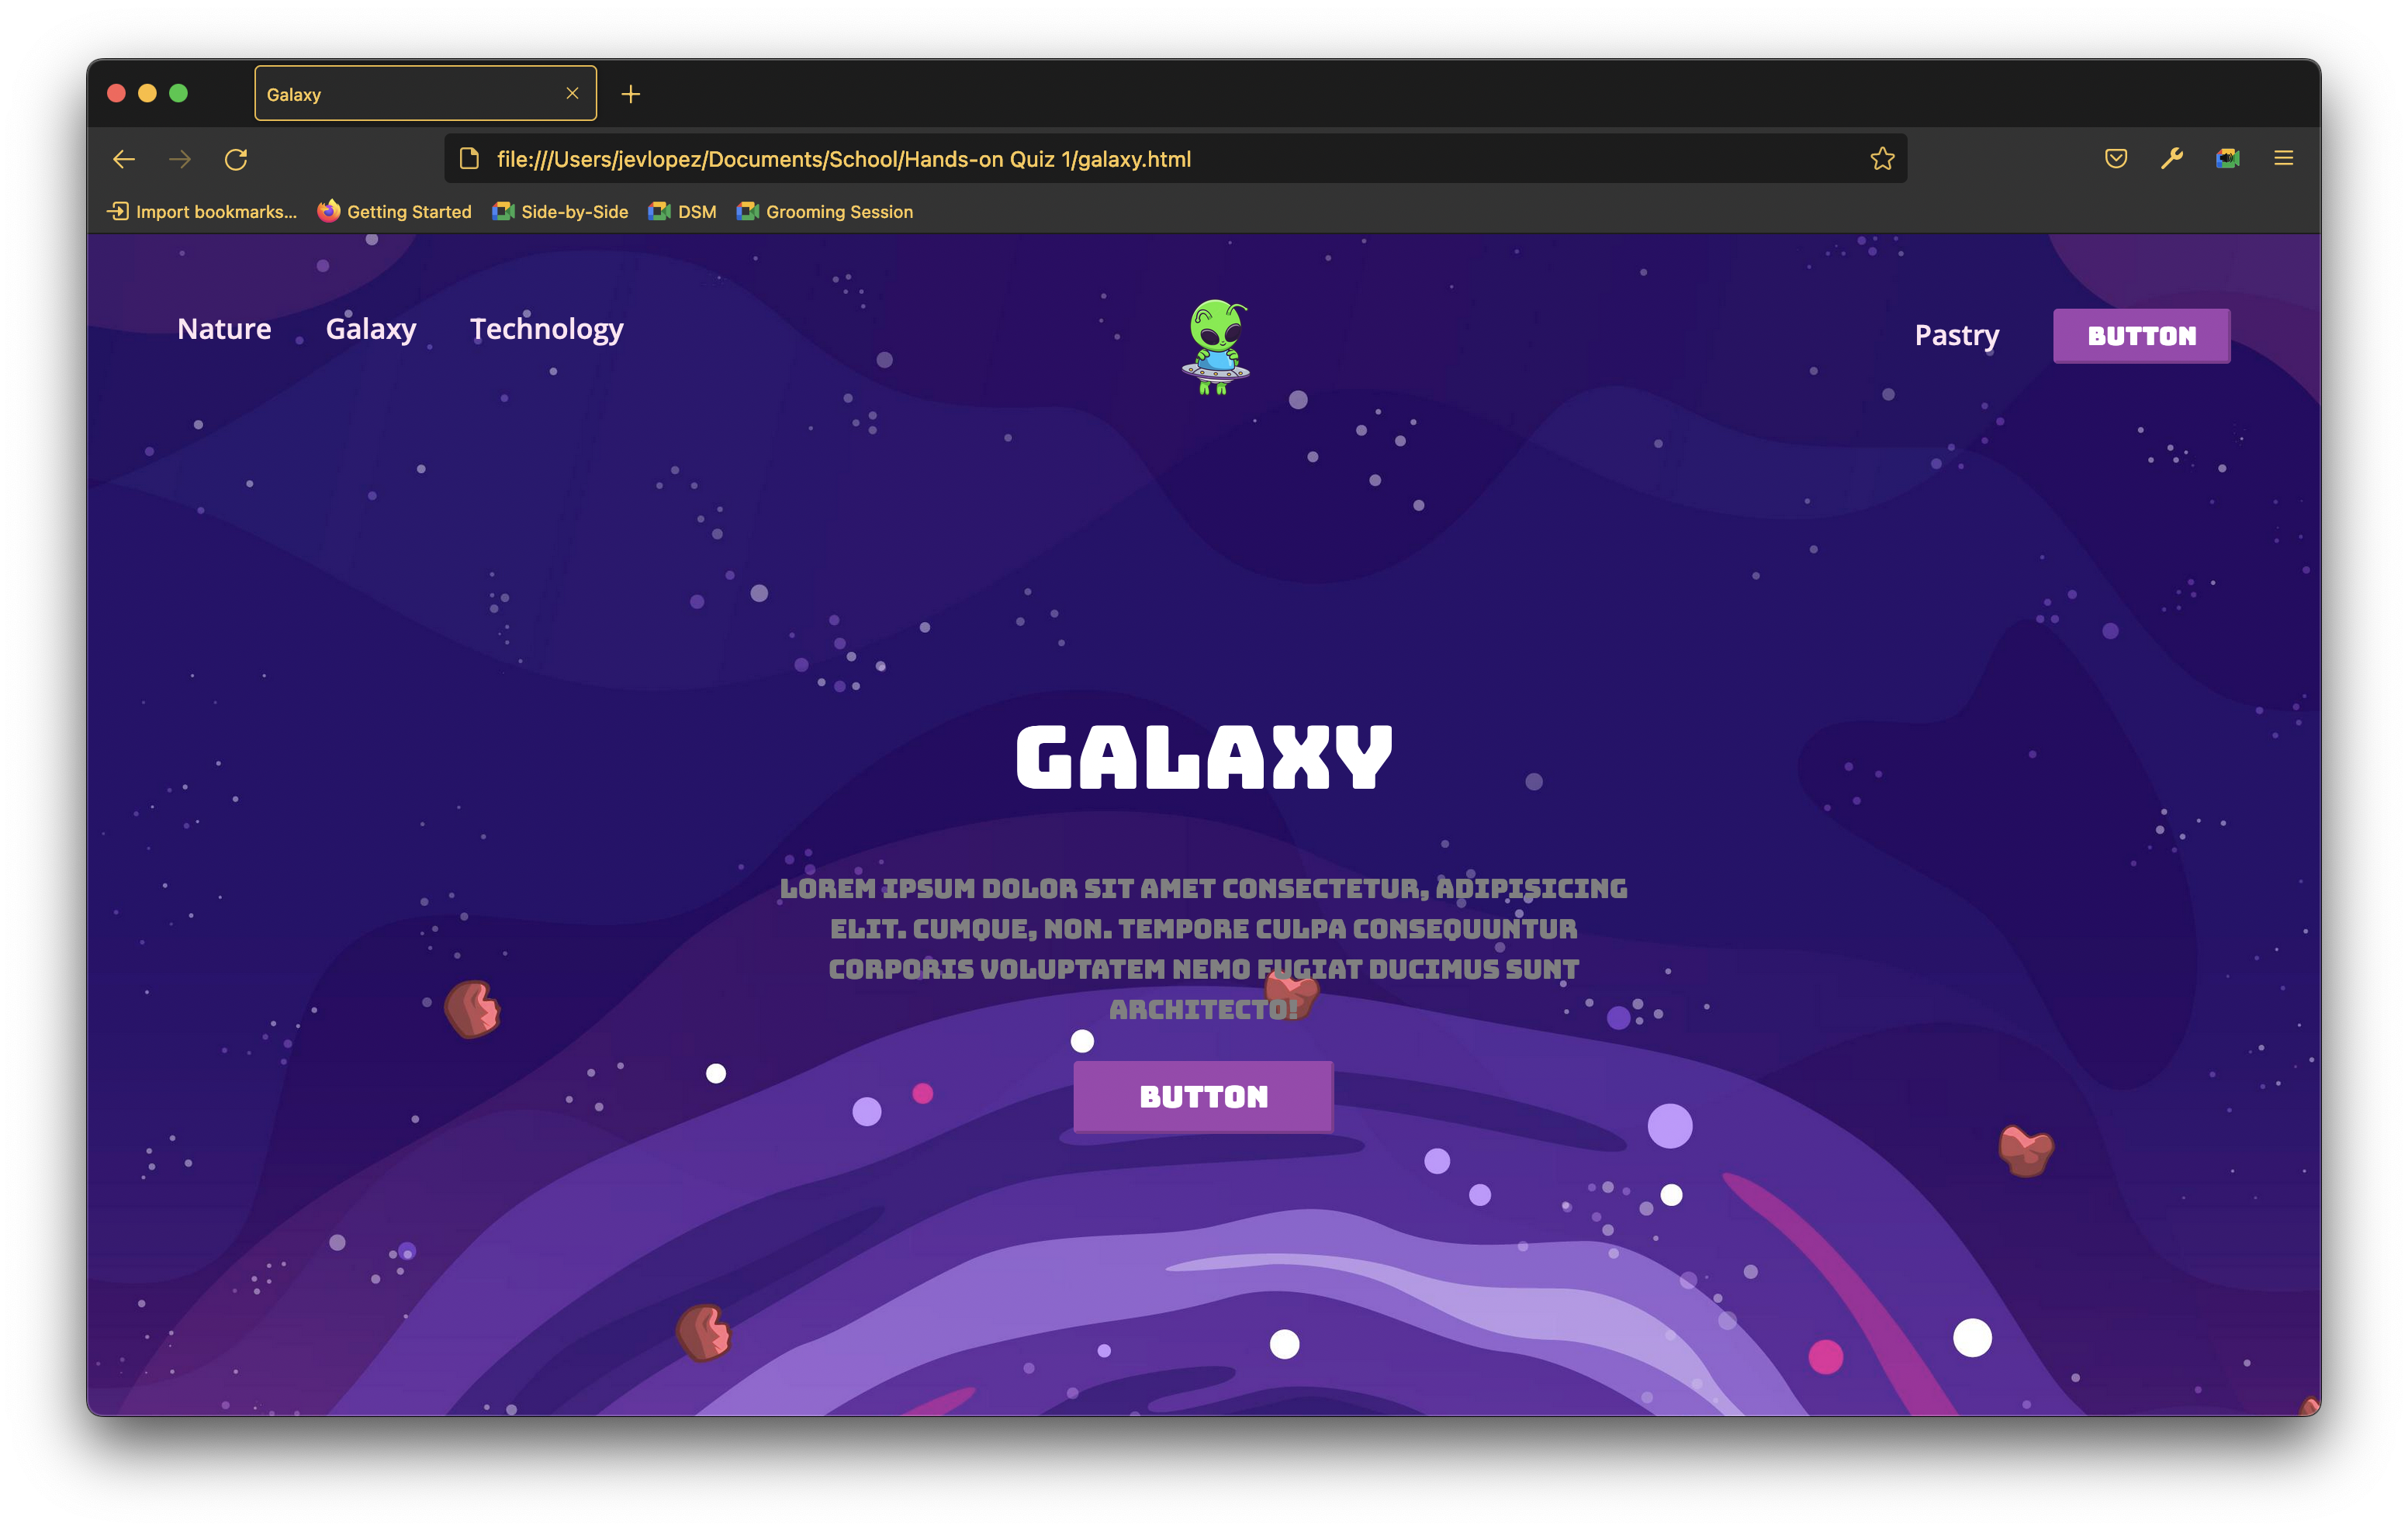 Galaxy
file:///Users/jevlopez/Documents/School/Hands-on Quiz 1/galaxy.html
Import bookmarks... Getting Started Side-by-Side DSM Grooming Session
Nature Galaxy Technology Pastry BUTTON
GALAXY
LOREM IPSUM DOLOR SIT AMET CONSECTETUR, ADIPISICING
ELIT. CUMQUE, NON. TEMPORE CULPA CONSEQUUNTUR
CORPORIS VOLUPTATEM NEMO FUGIAT DUCIMUS SUNT
ARCHITECTO!
BUTTON